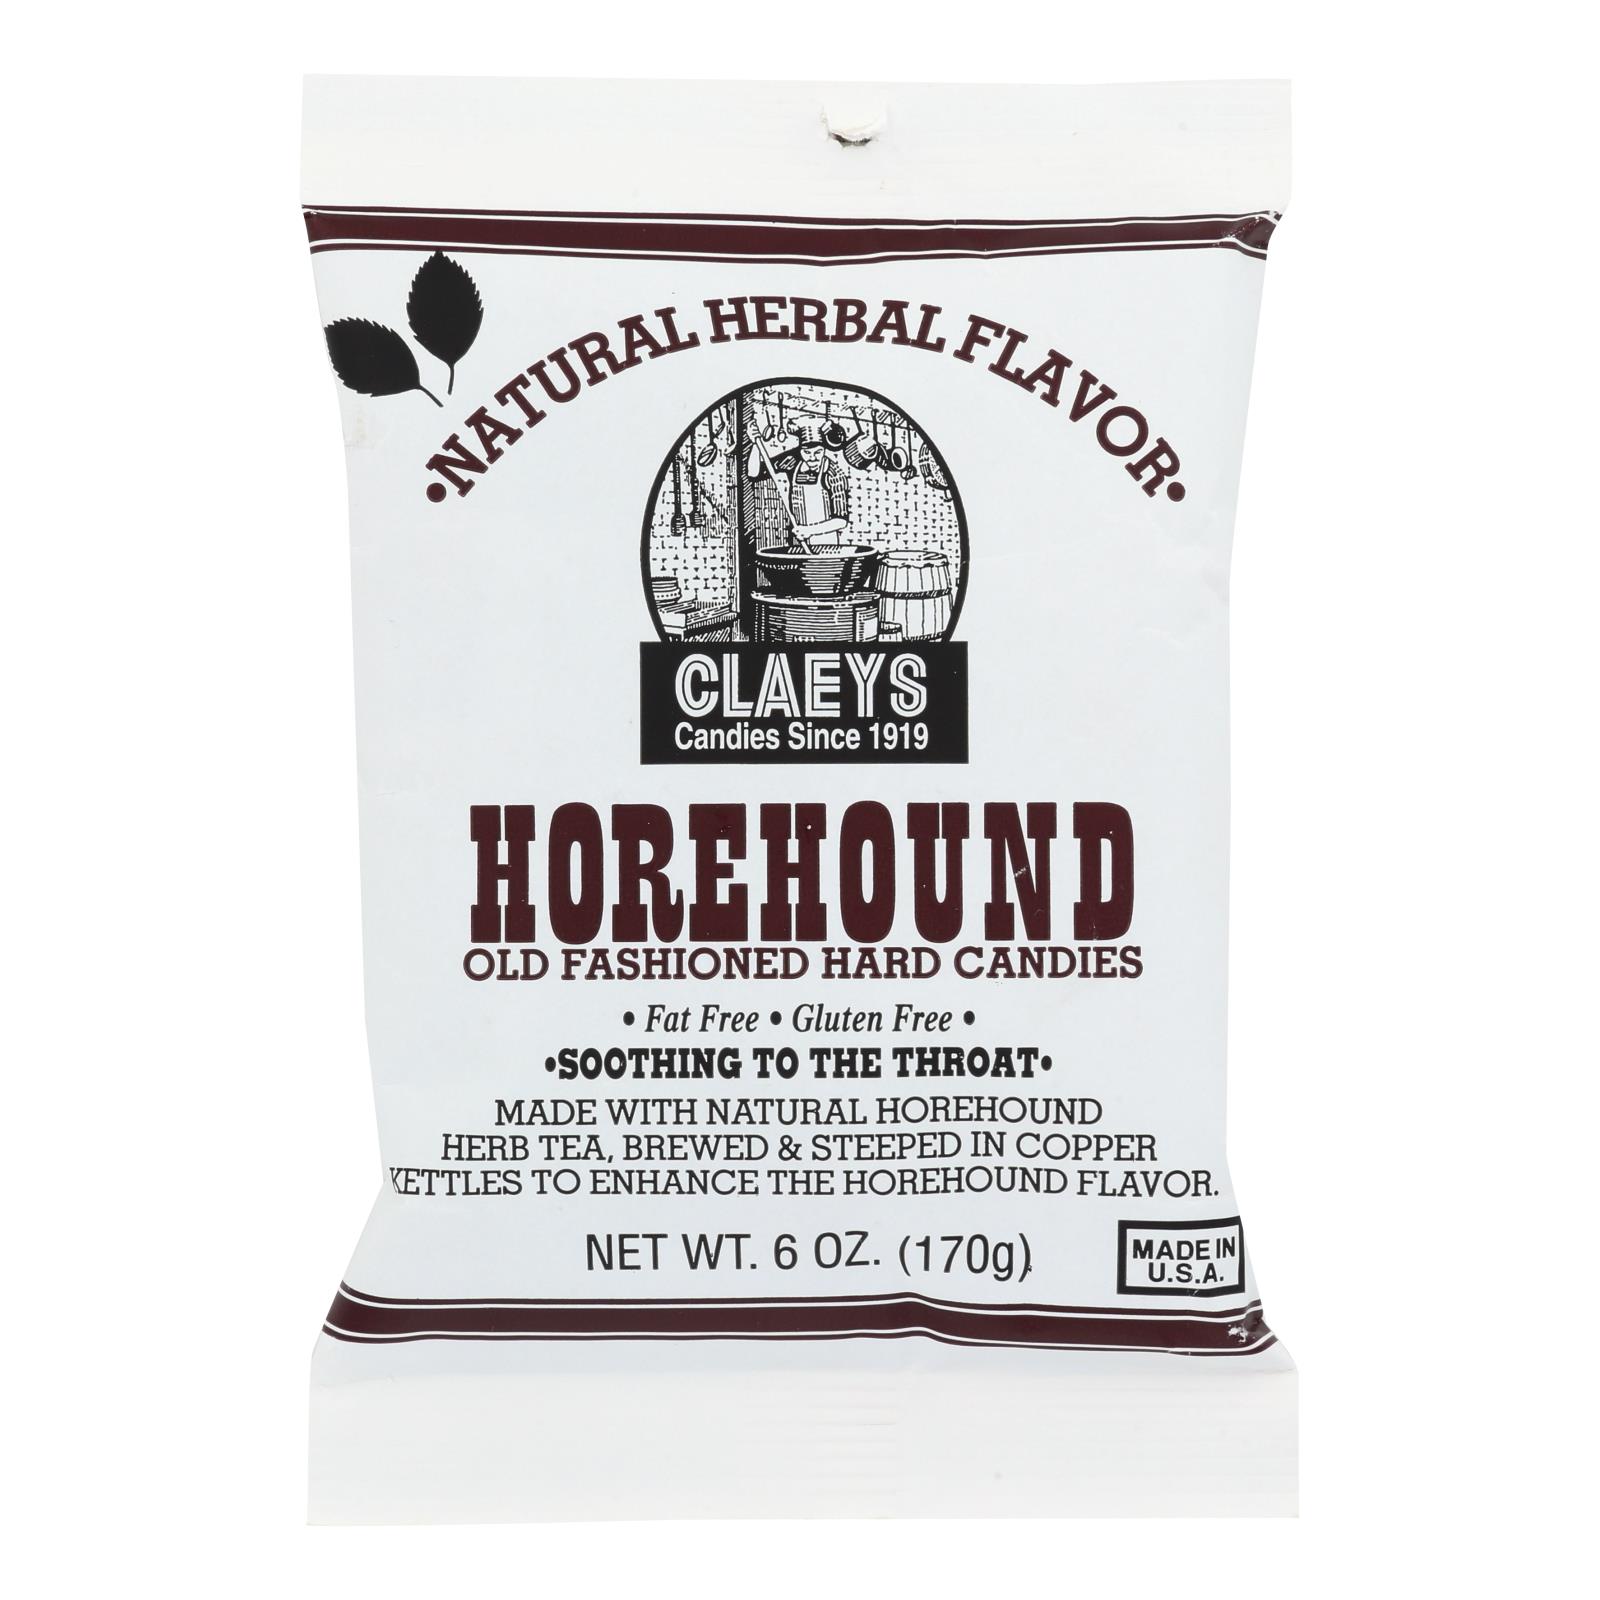 •NATURAL HERBAL FLAVOR•
CLAEYS
Candies Since 1919
HOREHOUND
OLD FASHIONED HARD CANDIES
• Fat Free • Gluten Free •
•SOOTHING TO THE THROAT•
MADE WITH NATURAL HOREHOUND
HERB TEA, BREWED & STEEPED IN COPPER
KETTLES TO ENHANCE THE HOREHOUND FLAVOR.
NET WT. 6 OZ. (170g)
MADE IN
U.S.A.